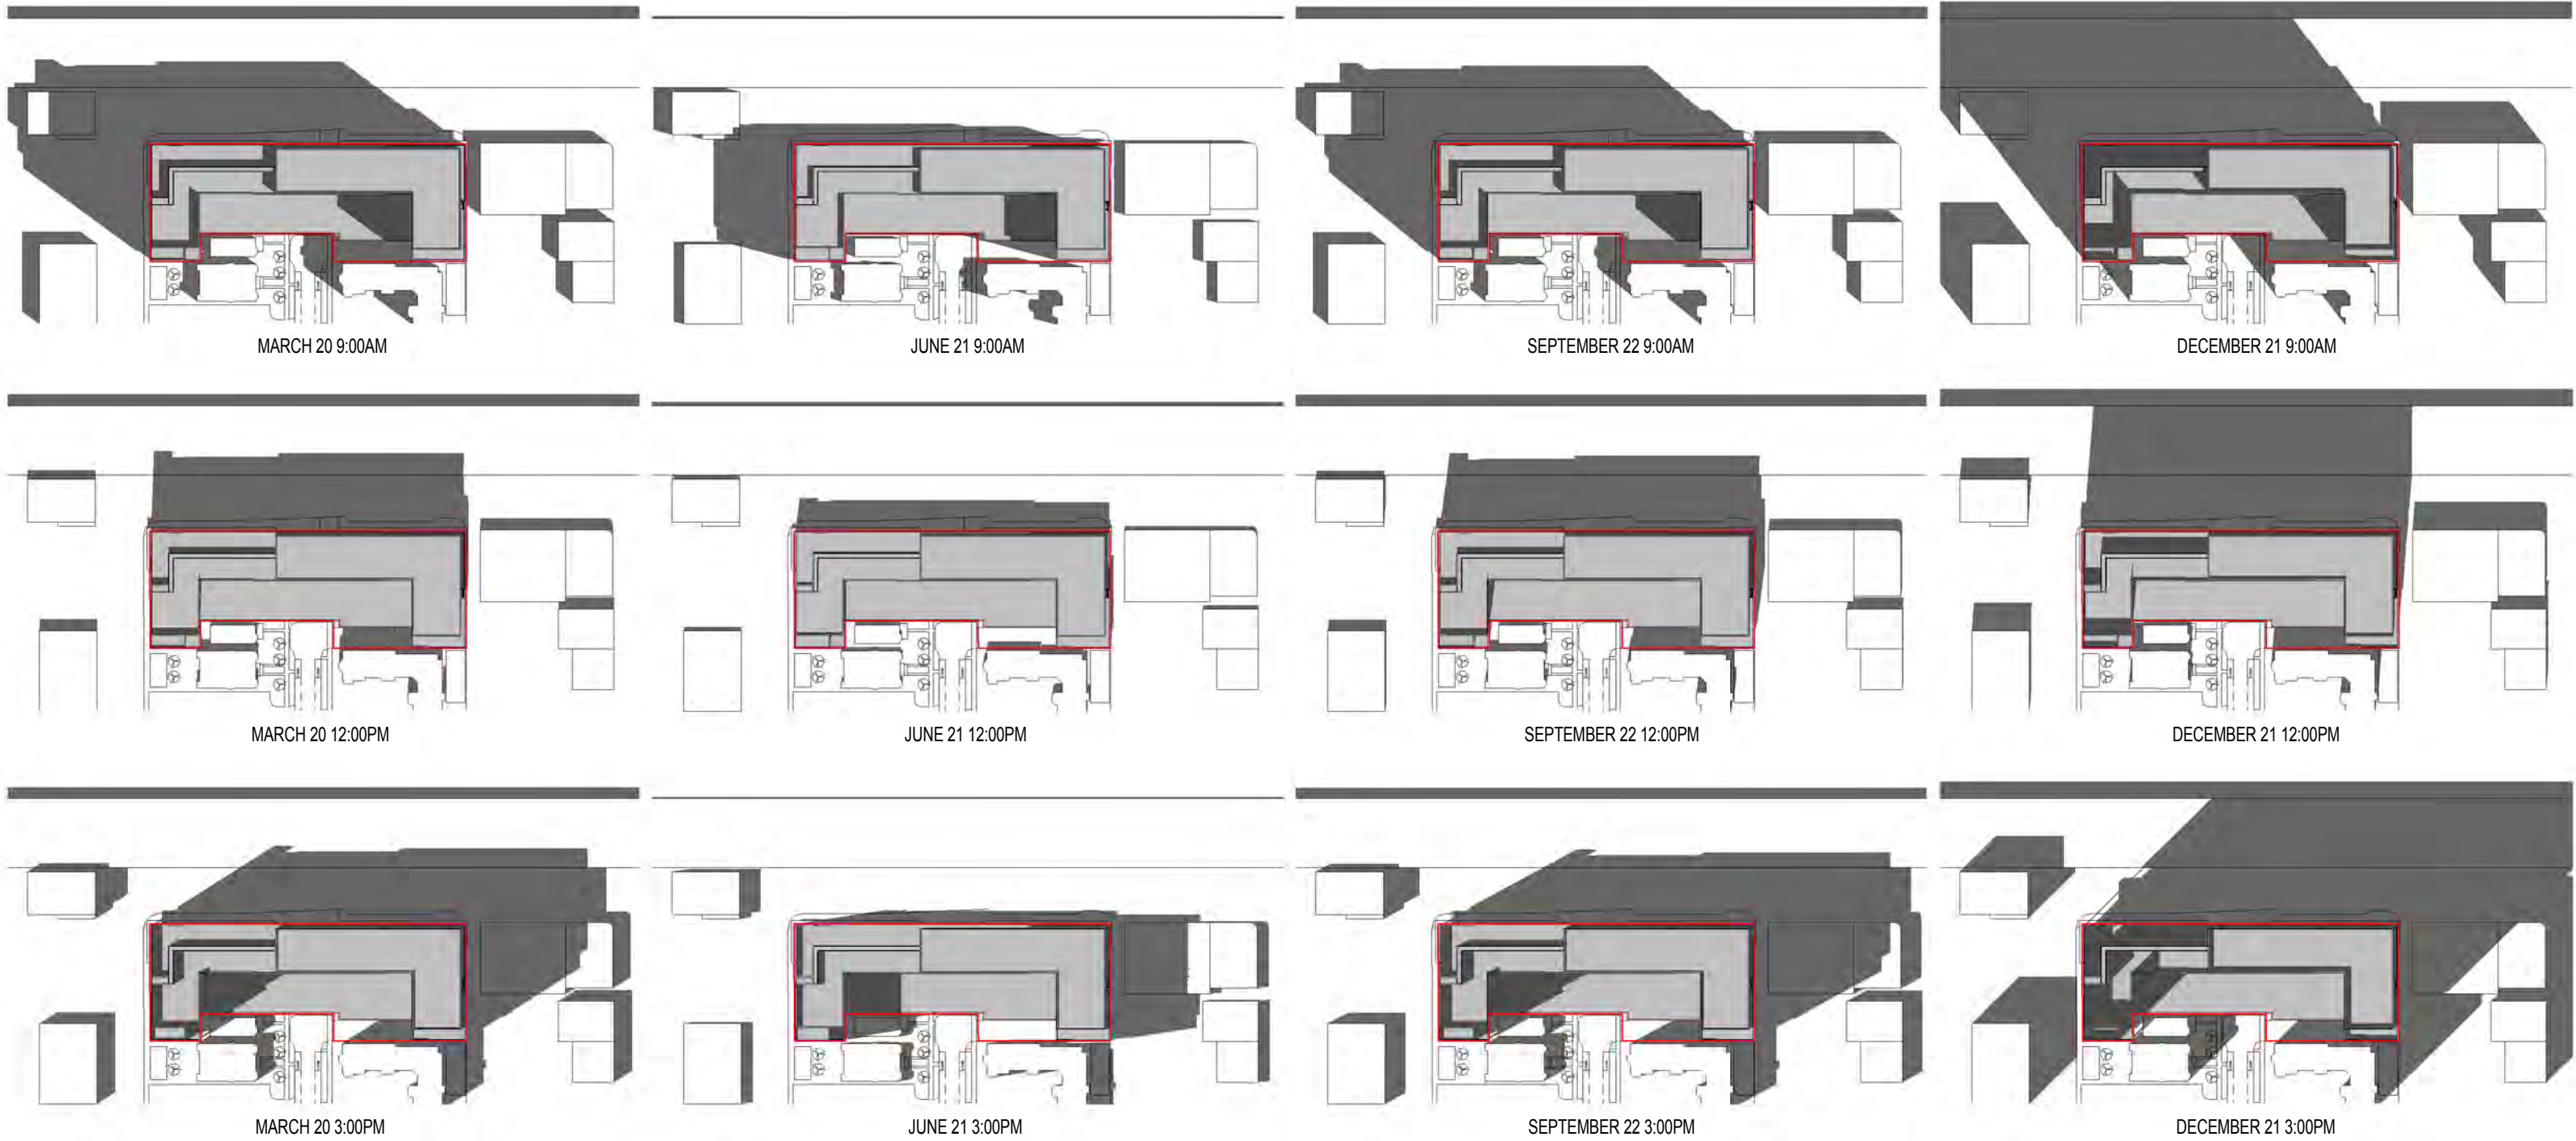 MARCH 20 9:00AM
JUNE 21 9:00AM
SEPTEMBER 22 9:00AM
DECEMBER 21 9:00AM
MARCH 20 12:00PM
JUNE 21 12:00PM
SEPTEMBER 22 12:00PM
DECEMBER 21 12:00PM
MARCH 20 3:00PM
JUNE 21 3:00PM
SEPTEMBER 22 3:00PM
DECEMBER 21 3:00PM